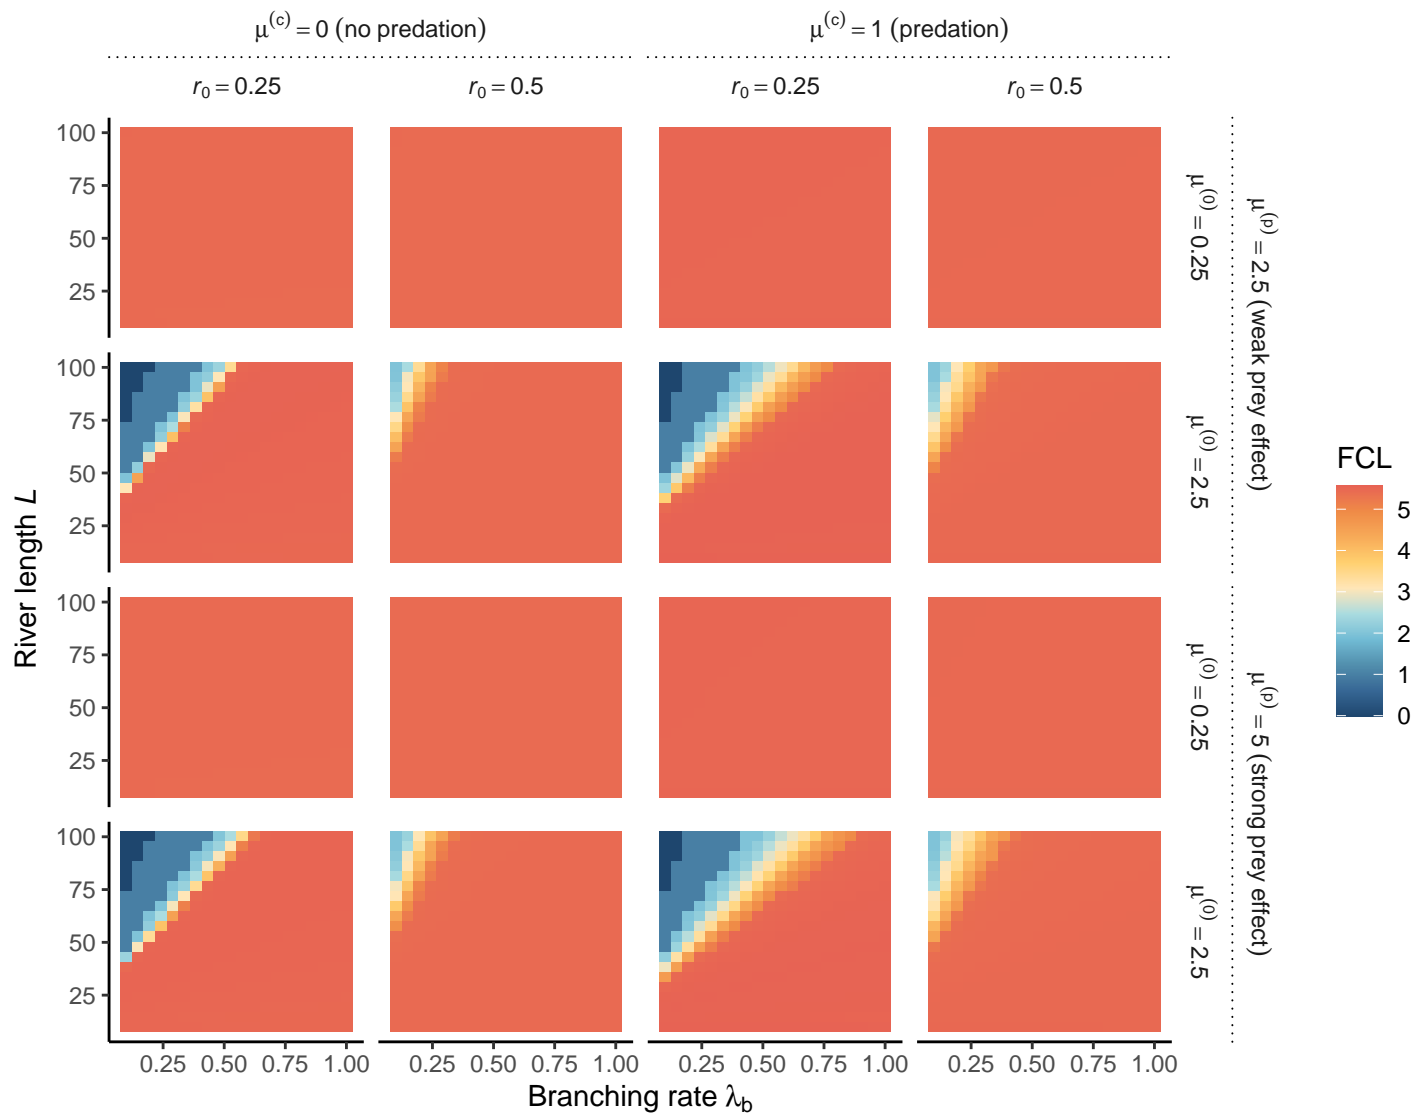 μ⁽ᶜ⁾ = 0 (no predation)
μ⁽ᶜ⁾ = 1 (predation)
r₀ = 0.25
r₀ = 0.5
r₀ = 0.25
r₀ = 0.5
100
75
50
25
μ⁽⁰⁾ = 0.25
100
75
50
25
μ⁽⁰⁾ = 2.5
μ⁽ᵖ⁾ = 2.5 (weak prey effect)
100
75
50
25
μ⁽⁰⁾ = 0.25
100
75
50
25
μ⁽⁰⁾ = 2.5
μ⁽ᵖ⁾ = 5 (strong prey effect)
River length L
0.25 0.50 0.75 1.00
0.25 0.50 0.75 1.00
0.25 0.50 0.75 1.00
0.25 0.50 0.75 1.00
Branching rate λb
FCL
5
4
3
2
1
0